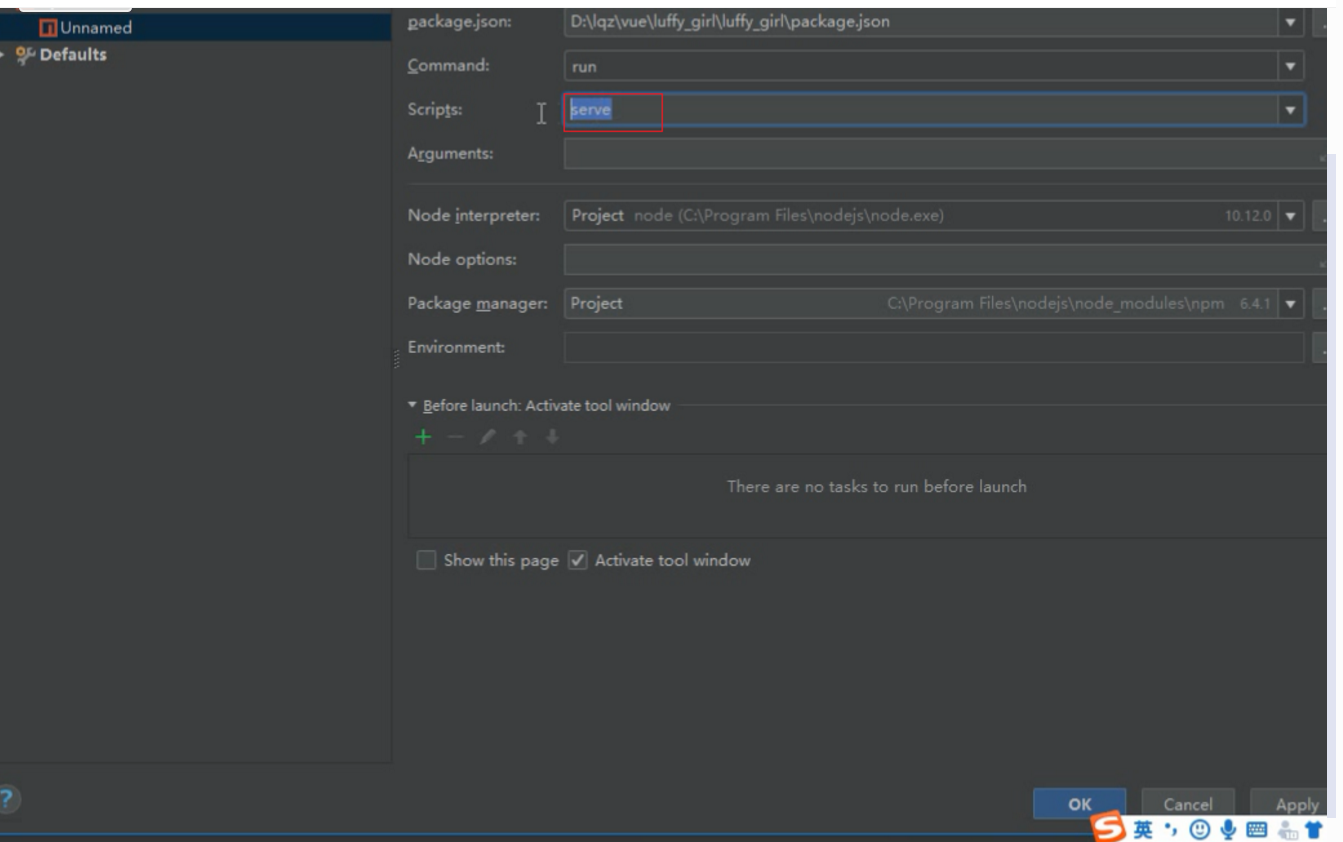 Unnamed
Defaults
package.json: D:\lqz\vue\luffy_girl\luffy_girl\package.json
Command: run
Scripts: serve
Arguments:
Node interpreter: Project node (C:\Program Files\nodejs\node.exe) 10.12.0
Node options:
Package manager: Project C:\Program Files\nodejs\node_modules\npm 6.4.1
Environment:
Before launch: Activate tool window
There are no tasks to run before launch
Show this page Activate tool window
?
OK Cancel Apply
S 英